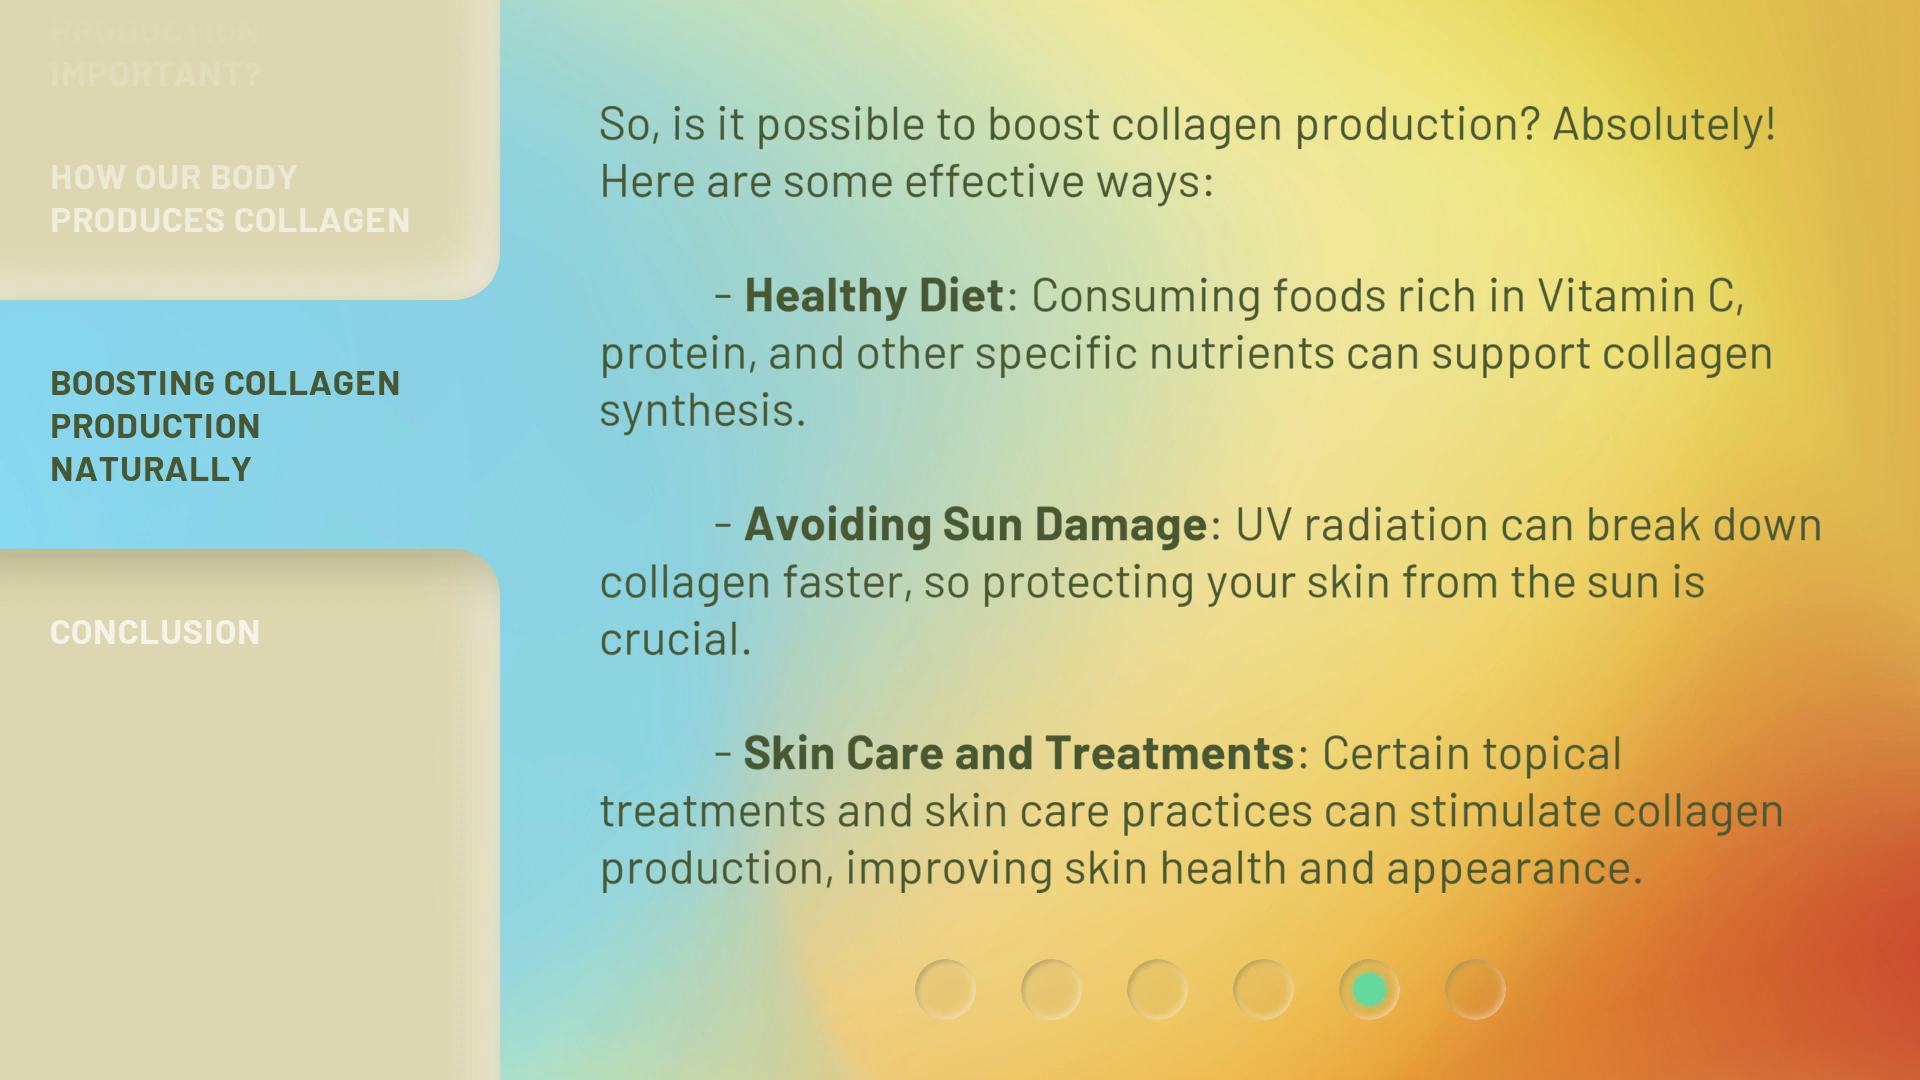 PRODUCTION
IMPORTANT?
HOW OUR BODY
PRODUCES COLLAGEN
BOOSTING COLLAGEN
PRODUCTION
NATURALLY
CONCLUSION
So, is it possible to boost collagen production? Absolutely!
Here are some effective ways:
- Healthy Diet: Consuming foods rich in Vitamin C,
protein, and other specific nutrients can support collagen
synthesis.
- Avoiding Sun Damage: UV radiation can break down
collagen faster, so protecting your skin from the sun is
crucial.
- Skin Care and Treatments: Certain topical
treatments and skin care practices can stimulate collagen
production, improving skin health and appearance.